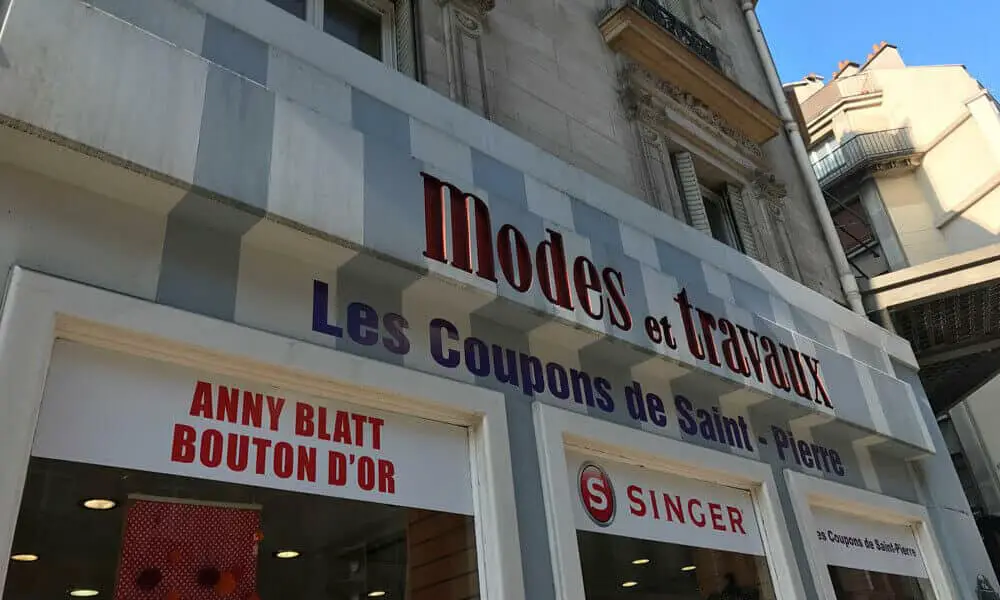 modes et travaux
Les Coupons de Saint-Pierre
ANNY BLATT
BOUTON D'OR
S SINGER
es Coupons de Saint-Pierre